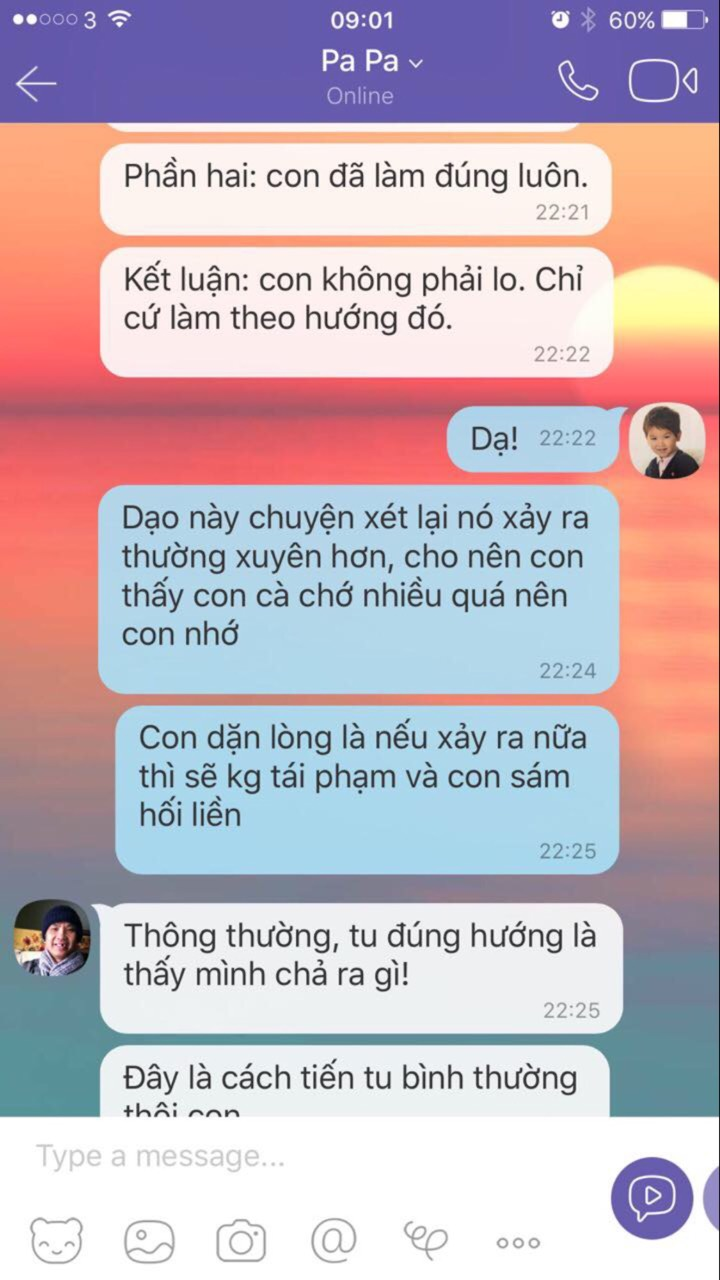 3
09:01
60%
Pa Pa
Online
Phần hai: con đã làm đúng luôn.
22:21
Kết luận: con không phải lo. Chỉ
cứ làm theo hướng đó.
22:22
Dạ! 22:22
Dạo này chuyện xét lại nó xảy ra
thường xuyên hơn, cho nên con
thấy con cà chớ nhiều quá nên
con nhớ
22:24
Con dặn lòng là nếu xảy ra nữa
thì sẽ kg tái phạm và con sám
hối liền
22:25
Thông thường, tu đúng hướng là
thấy mình chả ra gì!
22:25
Đây là cách tiến tu bình thường
thôi con
Type a message...